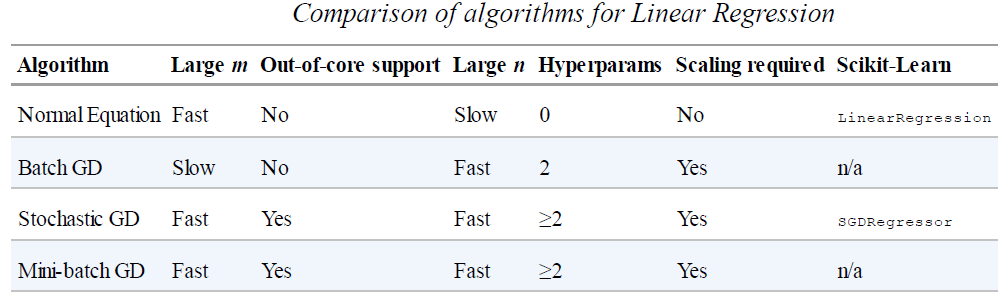 Comparison of algorithms for Linear Regression
Algorithm Large m Out-of-core support Large n Hyperparams Scaling required Scikit-Learn
Normal Equation Fast No Slow 0 No LinearRegression
Batch GD Slow No Fast 2 Yes n/a
Stochastic GD Fast Yes Fast ≥2 Yes SGDRegressor
Mini-batch GD Fast Yes Fast ≥2 Yes n/a